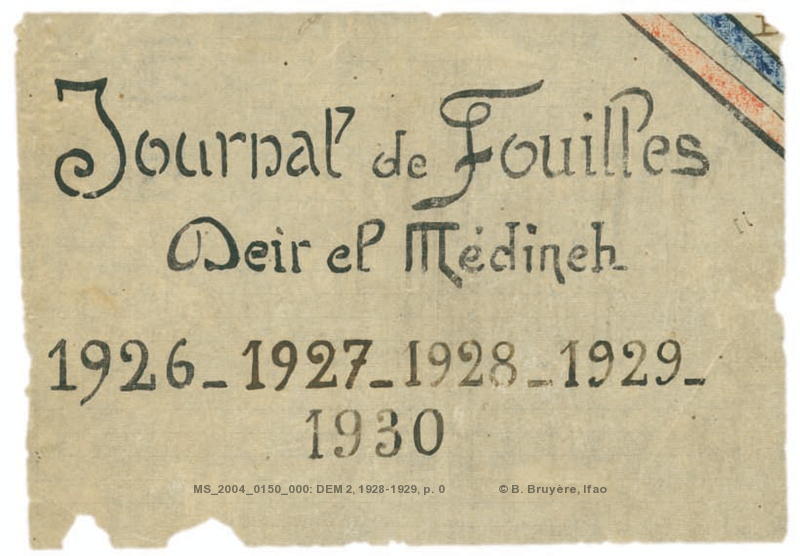 Journal de Fouilles
Deir el Médineh
1926_1927_1928_1929_
1930
MS_2004_0150_000: DEM 2, 1928-1929, p. 0 © B. Bruyère, Ifao